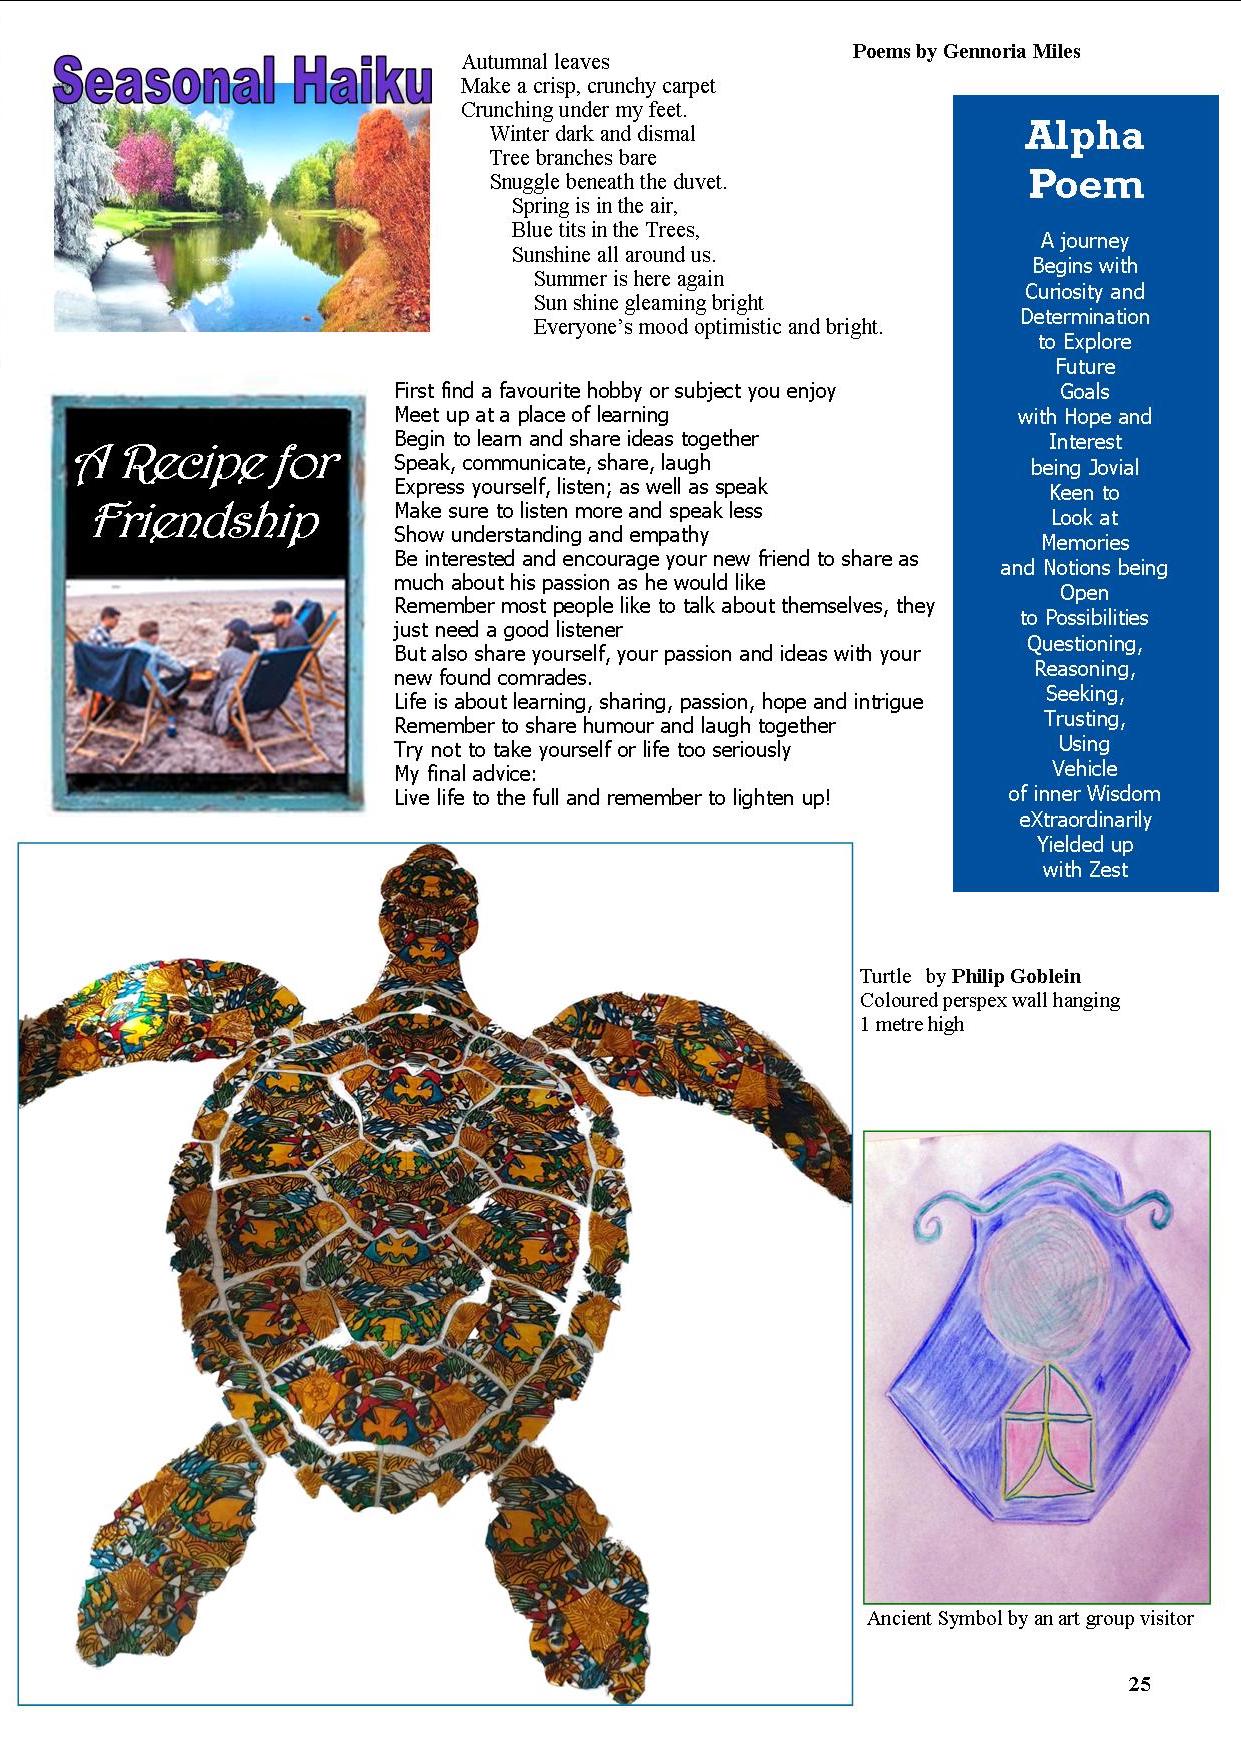 Poems by Gennoria Miles
Seasonal Haiku
Autumnal leaves
Make a crisp, crunchy carpet
Crunching under my feet.
Winter dark and dismal
Tree branches bare
Snuggle beneath the duvet.
Spring is in the air,
Blue tits in the Trees,
Sunshine all around us.
Summer is here again
Sun shine gleaming bright
Everyone’s mood optimistic and bright.
A Recipe for
Friendship
First find a favourite hobby or subject you enjoy
Meet up at a place of learning
Begin to learn and share ideas together
Speak, communicate, share, laugh
Express yourself, listen; as well as speak
Make sure to listen more and speak less
Show understanding and empathy
Be interested and encourage your new friend to share as
much about his passion as he would like
Remember most people like to talk about themselves, they
just need a good listener
But also share yourself, your passion and ideas with your
new found comrades.
Life is about learning, sharing, passion, hope and intrigue
Remember to share humour and laugh together
Try not to take yourself or life too seriously
My final advice:
Live life to the full and remember to lighten up!
Alpha
Poem
A journey
Begins with
Curiosity and
Determination
to Explore
Future
Goals
with Hope and
Interest
being Jovial
Keen to
Look at
Memories
and Notions being
Open
to Possibilities
Questioning,
Reasoning,
Seeking,
Trusting,
Using
Vehicle
of inner Wisdom
eXtraordinarily
Yielded up
with Zest
Turtle by Philip Goblein
Coloured perspex wall hanging
1 metre high
Ancient Symbol by an art group visitor
25